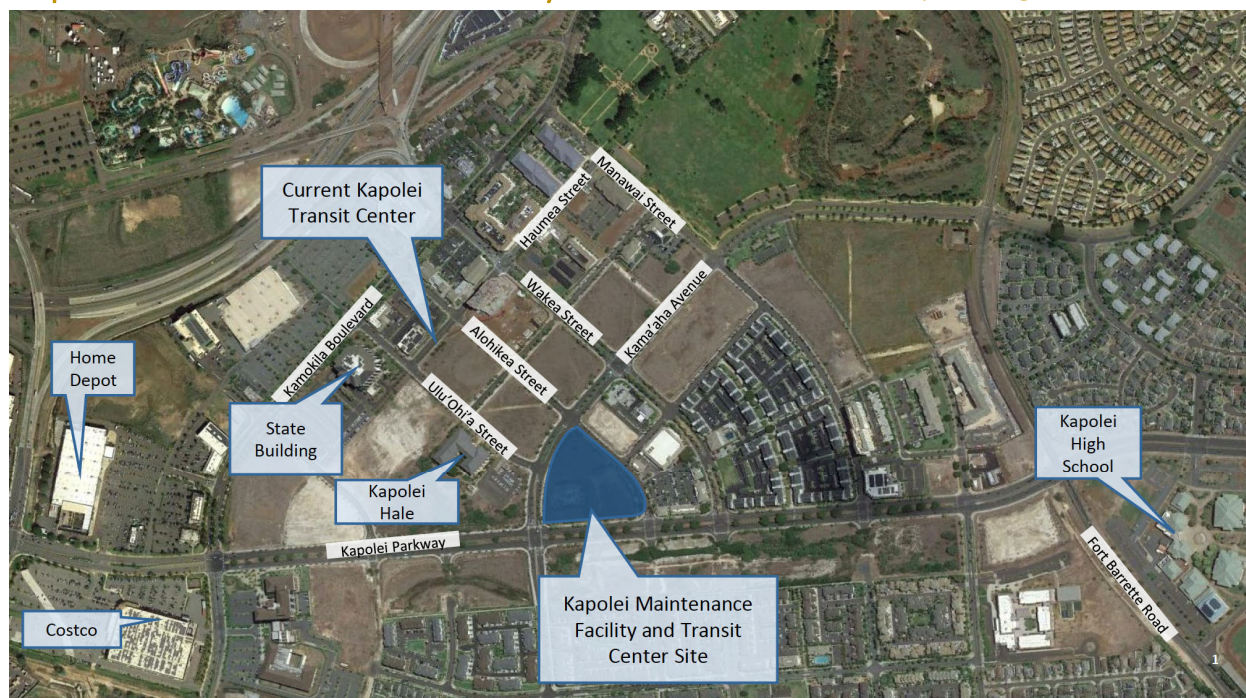 Current Kapolei
Transit Center
Haumea Street
Manawai Street
Wakea Street
Kama'aha Avenue
Kamokila Boulevard
Alohikea Street
Ulu'Ohi'a Street
Home
Depot
State
Building
Kapolei
High
School
Kapolei
Hale
Kapolei Parkway
Fort Barrette Road
Kapolei Maintenance
Facility and Transit
Center Site
Costco
1